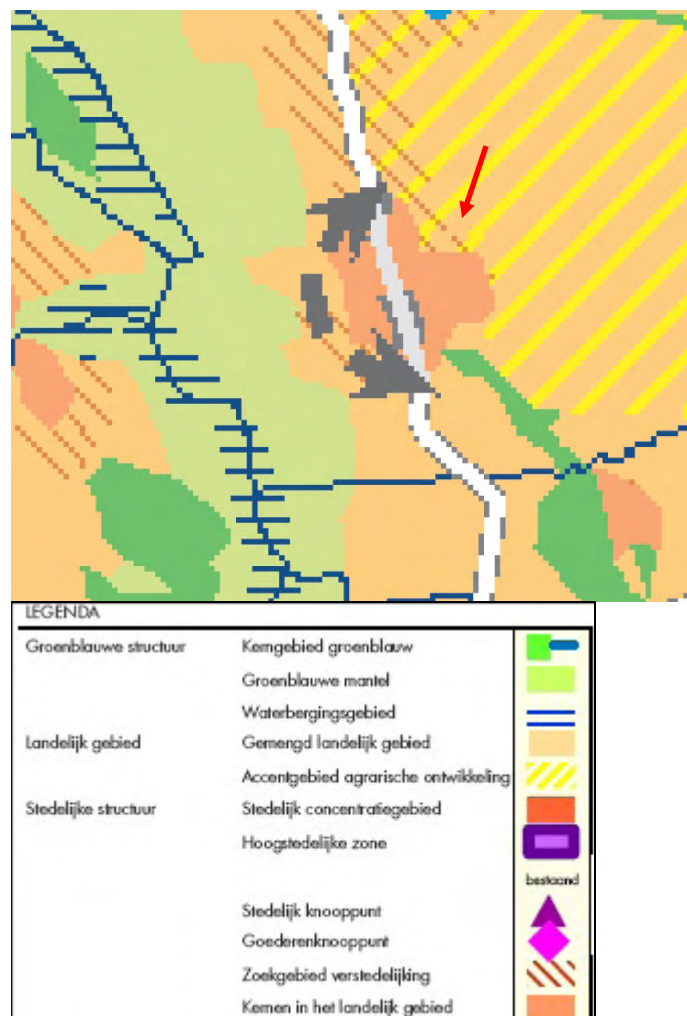 LEGENDA
Groenblauwe structuur Kerngebied groenblauw
Groenblauwe mantel
Waterbergingsgebied
Landelijk gebied Gemengd landelijk gebied
Accentgebied agrarische ontwikkeling
Stedelijke structuur Stedelijk concentratiegebied
Hoogstedelijke zone
bestaand
Stedelijk knooppunt
Goederenknooppunt
Zoekgebied verstedelijking
Kernen in het landelijk gebied